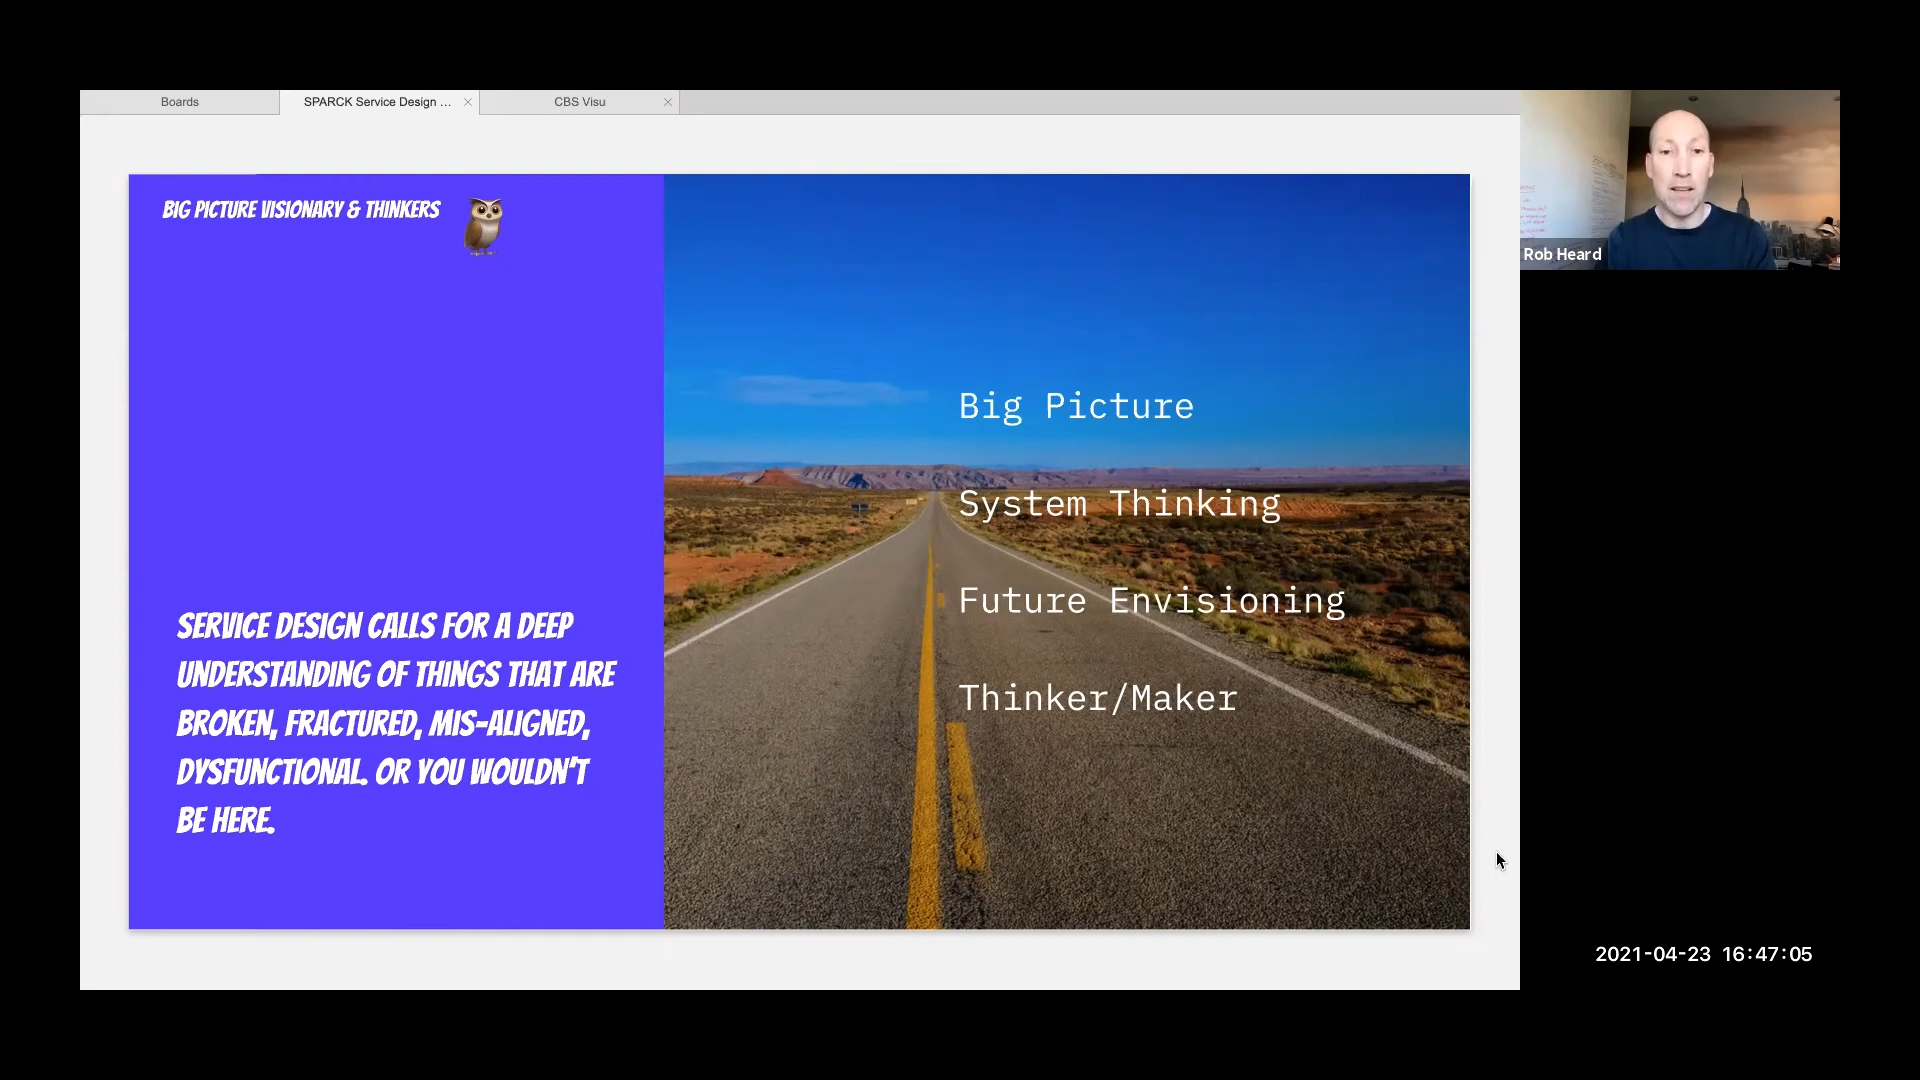 Boards
SPARCK Service Design ...
CBS Visu
BIG PICTURE VISIONARY & THINKERS
SERVICE DESIGN CALLS FOR A DEEP
UNDERSTANDING OF THINGS THAT ARE
BROKEN, FRACTURED, MIS-ALIGNED,
DYSFUNCTIONAL. OR YOU WOULDN'T
BE HERE.
Big Picture
System Thinking
Future Envisioning
Thinker/Maker
Rob Heard
2021-04-23 16:47:05